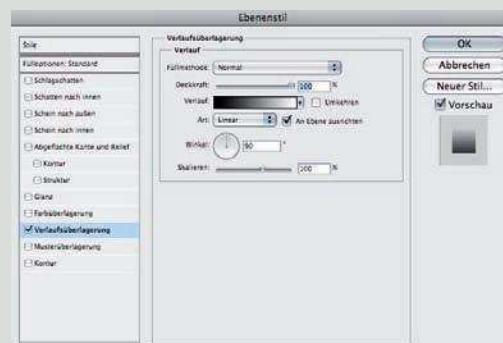 Ebenenstil
Stile
Fülloptionen: Standard
Schlagschatten
Schatten nach innen
Schein nach außen
Schein nach innen
Abgeflachte Kante und Relief
Kontur
Struktur
Glanz
Farbüberlagerung
Verlaufsüberlagerung
Musterüberlagerung
Kontur
Verlaufsüberlagerung
Verlauf
Füllmethode: Normal
Deckkraft: 100 %
Verlauf: Umkehren
Art: Linear An Ebene ausrichten
Winkel: 90 °
Skalieren: 100 %
OK
Abbrechen
Neuer Stil...
Vorschau